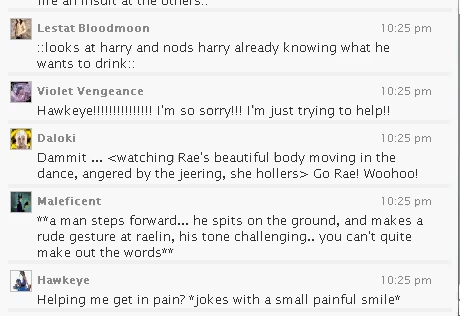 Lestat Bloodmoon 10:25 pm
::looks at harry and nods harry already knowing what he
wants to drink::
Violet Vengeance 10:25 pm
Hawkeye!!!!!!!!!!!!!!! I'm so sorry!!! I'm just trying to help!!
Daloki 10:25 pm
Dammit ... <watching Rae's beautiful body moving in the
dance, angered by the jeering, she hollers> Go Rae! Woohoo!
Maleficent 10:25 pm
**a man steps forward... he spits on the ground, and makes a
rude gesture at raelin, his tone challenging.. you can't quite
make out the words**
Hawkeye 10:25 pm
Helping me get in pain? *jokes with a small painful smile*